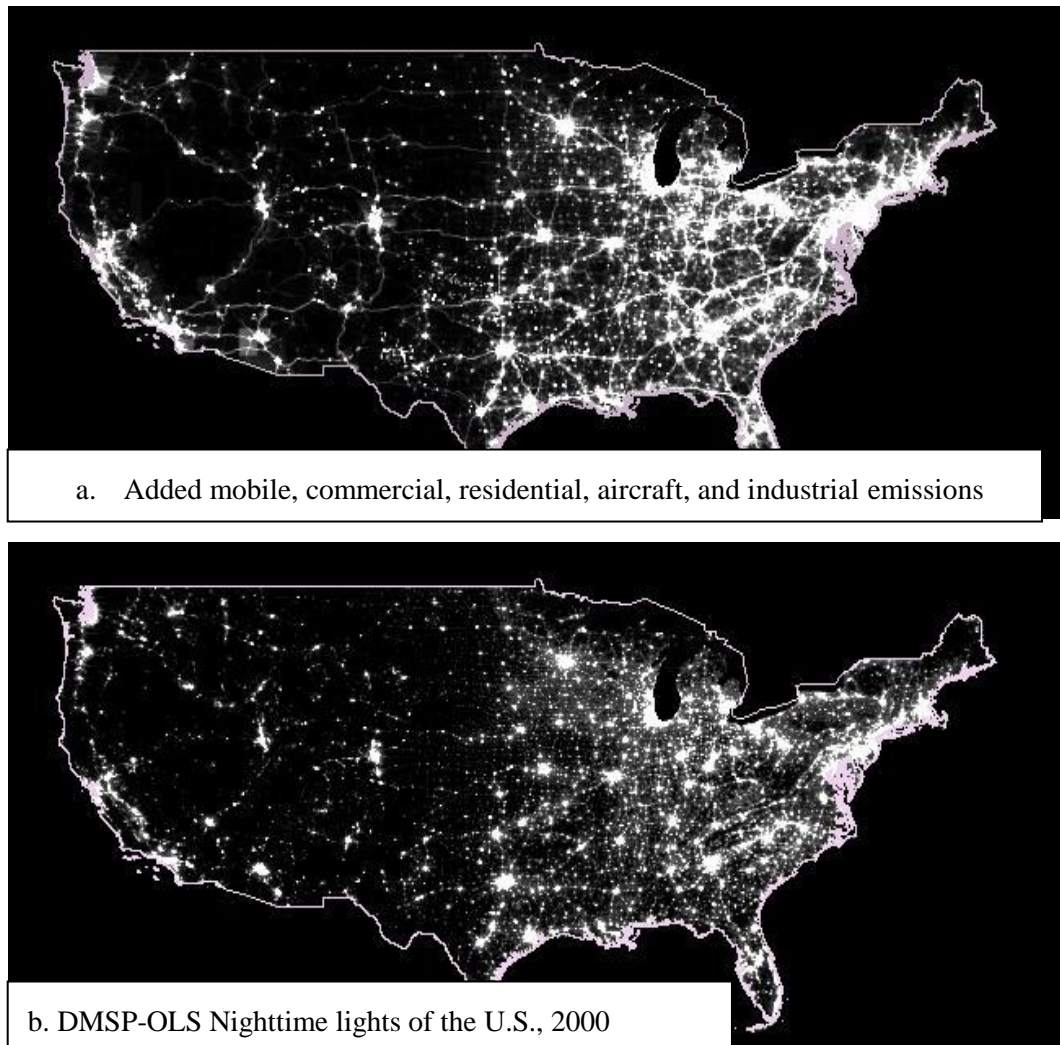 a. Added mobile, commercial, residential, aircraft, and industrial emissions
b. DMSP-OLS Nighttime lights of the U.S., 2000